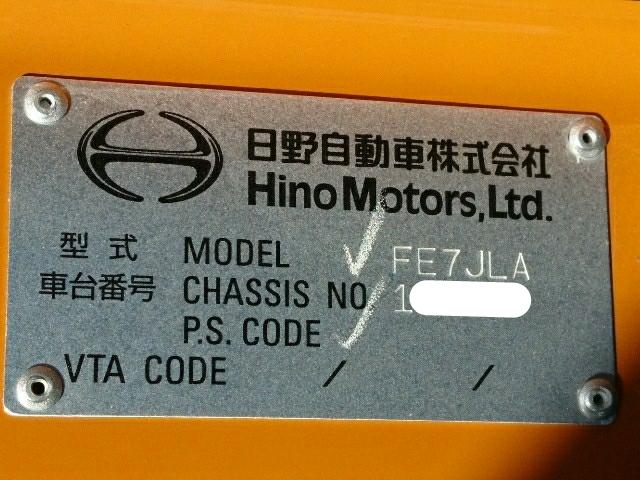 日野自動車株式会社
Hino Motors, Ltd.
型式 MODEL FE7JLA
車台番号 CHASSIS NO 1
P.S. CODE
VTA CODE / /